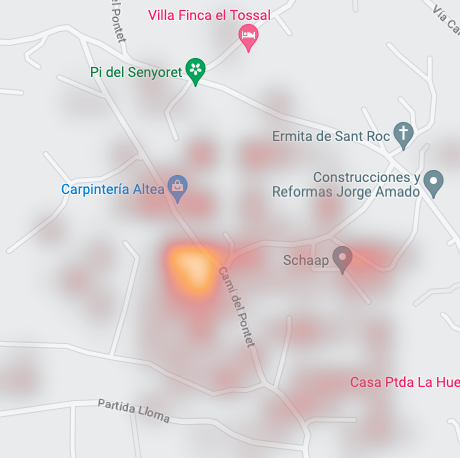 el Pontet
Villa Finca el Tossal
Via Ca
Pi del Senyoret
Ermita de Sant Roc
Construcciones y
Reformas Jorge Amado
Carpintería Altea
Schaap
Camí del Pontet
Casa Ptda La Hue
Partida Lloma